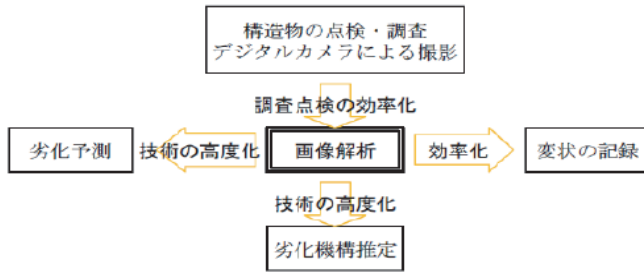 構造物の点検・調査
デジタルカメラによる撮影
調査点検の効率化
劣化予測
技術の高度化
画像解析
効率化
変状の記録
技術の高度化
劣化機構推定